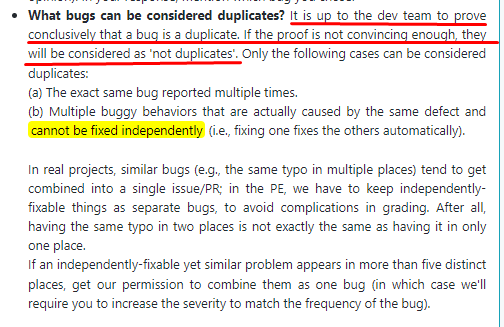 • What bugs can be considered duplicates? It is up to the dev team to prove
conclusively that a bug is a duplicate. If the proof is not convincing enough, they
will be considered as 'not duplicates'. Only the following cases can be considered
duplicates:
(a) The exact same bug reported multiple times.
(b) Multiple buggy behaviors that are actually caused by the same defect and
cannot be fixed independently (i.e., fixing one fixes the others automatically).
In real projects, similar bugs (e.g., the same typo in multiple places) tend to get
combined into a single issue/PR; in the PE, we have to keep independently-
fixable things as separate bugs, to avoid complications in grading. After all,
having the same typo in two places is not exactly the same as having it in only
one place.
If an independently-fixable yet similar problem appears in more than five distinct
places, get our permission to combine them as one bug (in which case we'll
require you to increase the severity to match the frequency of the bug).